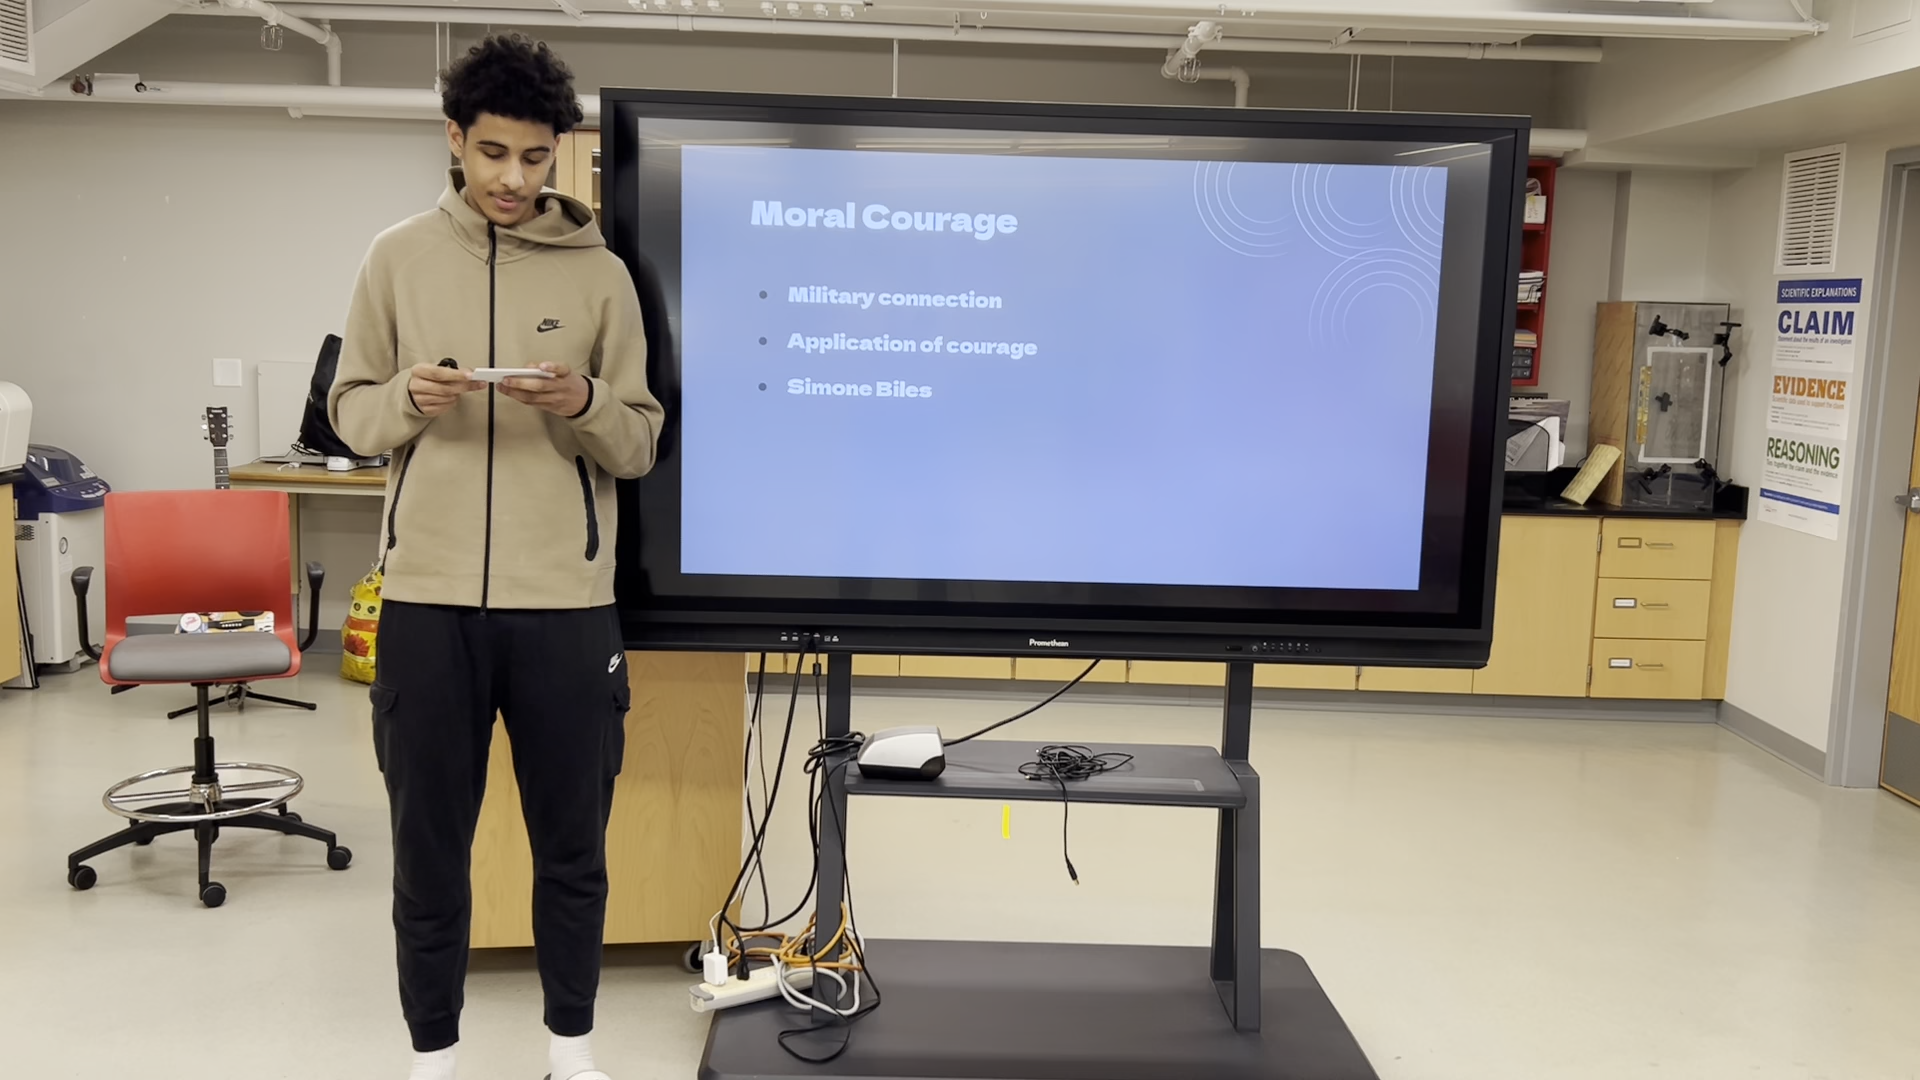 Moral Courage
Military connection
Application of courage
Simone Biles
NIKE
Promethean
SCIENTIFIC EXPLANATIONS
CLAIM
EVIDENCE
REASONING